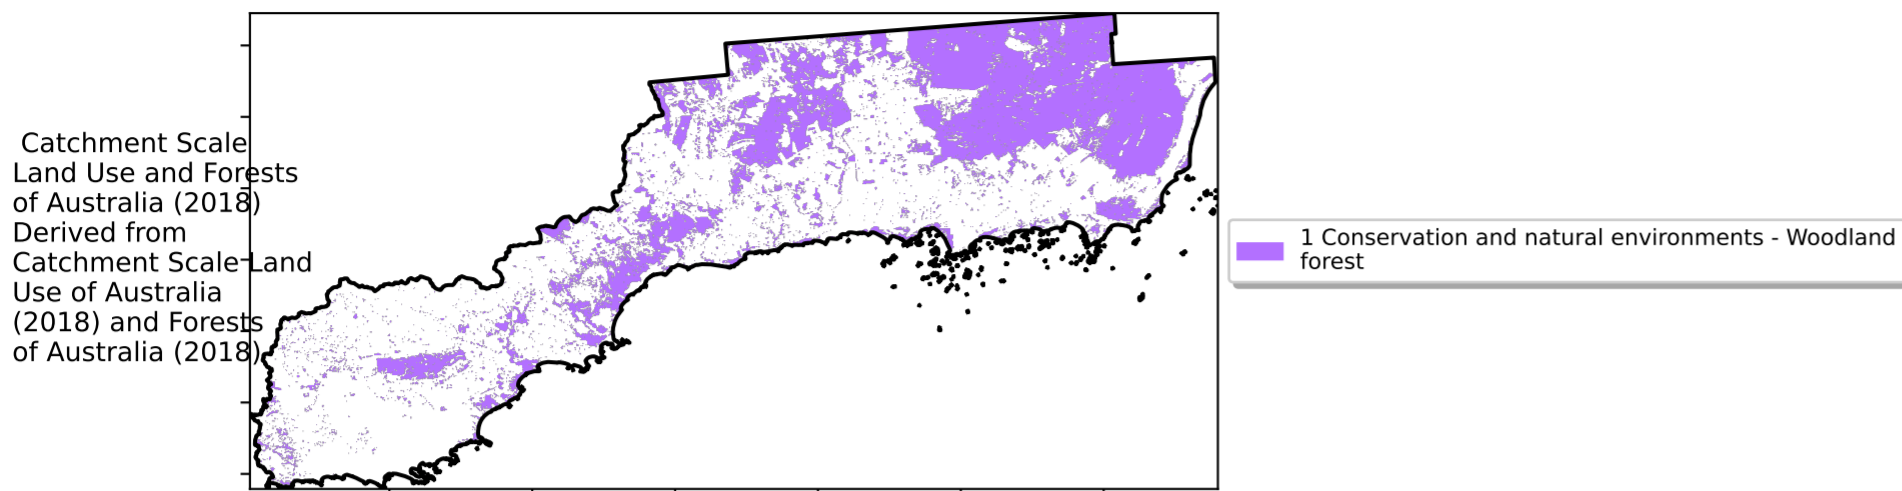 Catchment Scale
Land Use and Forests
of Australia (2018)
Derived from
Catchment Scale Land
Use of Australia
(2018) and Forests
of Australia (2018)
1 Conservation and natural environments - Woodland
forest